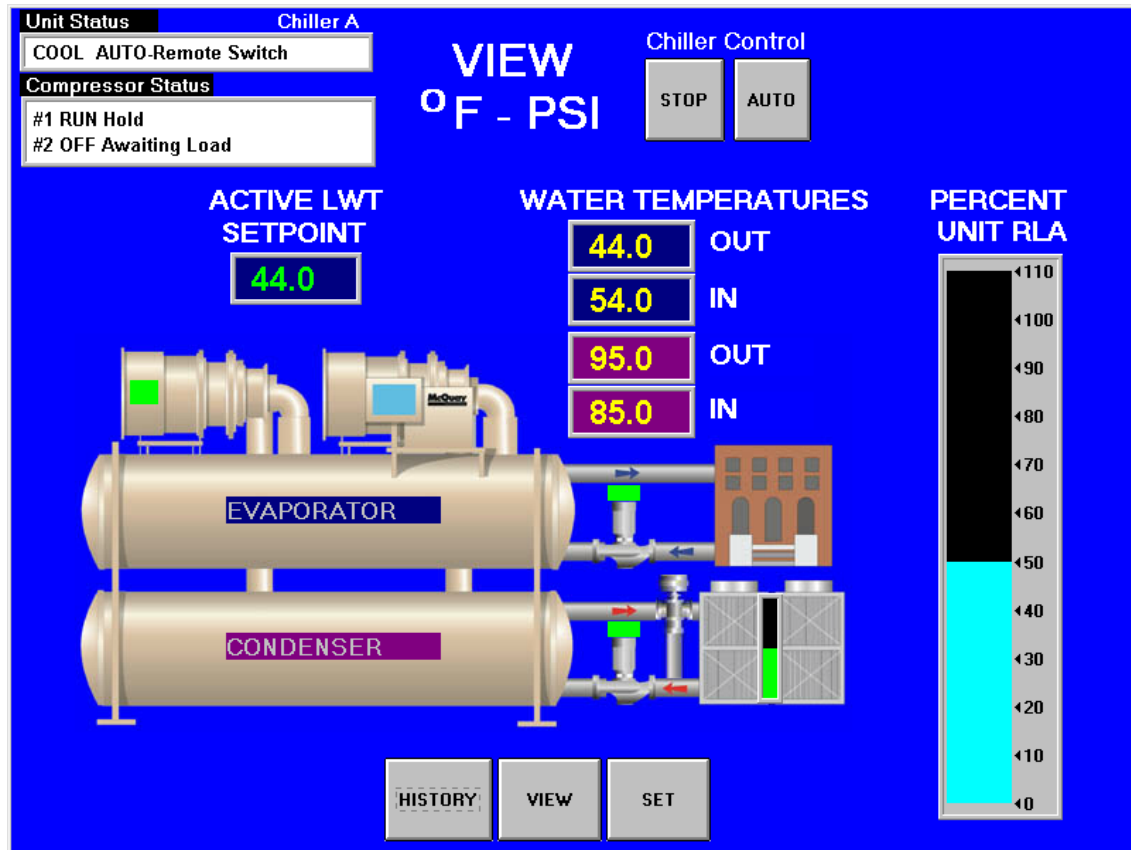 Unit Status Chiller A
COOL AUTO-Remote Switch
Compressor Status
#1 RUN Hold
#2 OFF Awaiting Load
VIEW
ºF - PSI
Chiller Control
STOP AUTO
ACTIVE LWT
SETPOINT
44.0
WATER TEMPERATURES
44.0 OUT
54.0 IN
95.0 OUT
85.0 IN
PERCENT
UNIT RLA
110
100
90
80
70
60
50
40
30
20
10
0
McQuay
EVAPORATOR
CONDENSER
HISTORY VIEW SET